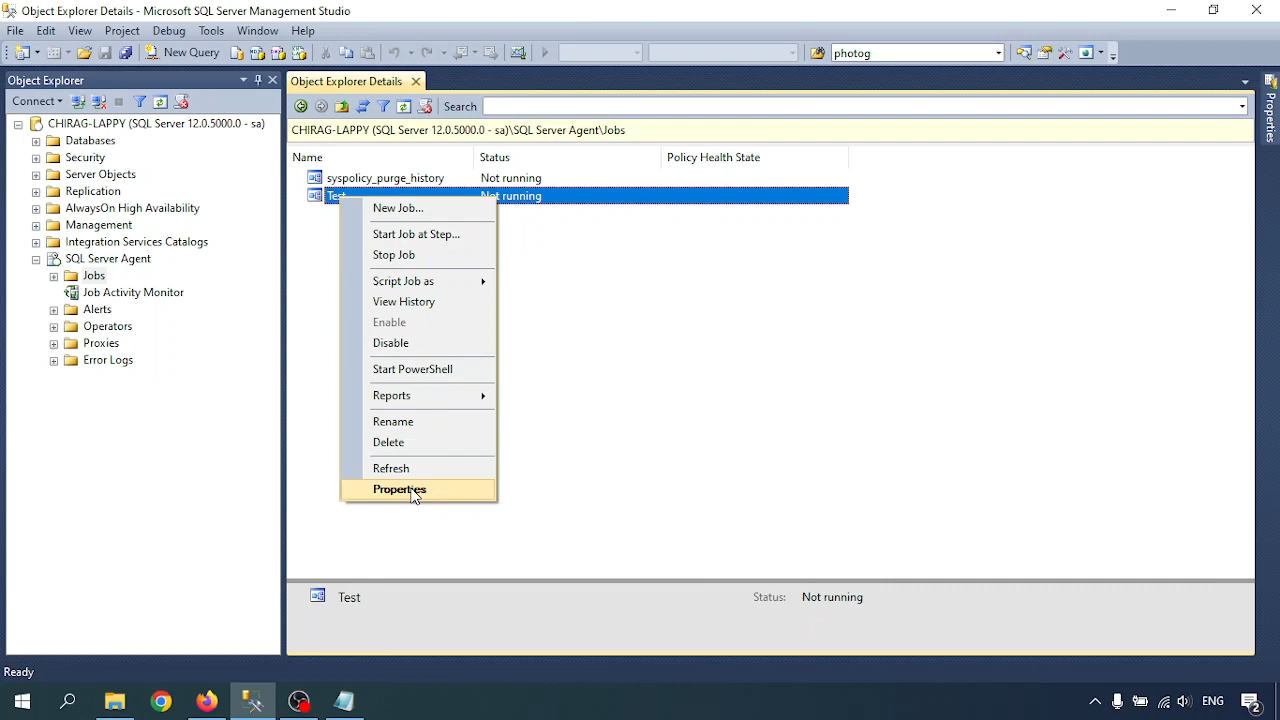 Object Explorer Details - Microsoft SQL Server Management Studio
File Edit View Project Debug Tools Window Help
New Query photog
Object Explorer
Object Explorer Details
Properties
Connect
Search
CHIRAG-LAPPY (SQL Server 12.0.5000.0 - sa)
CHIRAG-LAPPY (SQL Server 12.0.5000.0 - sa)\SQL Server Agent\Jobs
Databases
Security
Server Objects
Replication
AlwaysOn High Availability
Management
Integration Services Catalogs
SQL Server Agent
Jobs
Job Activity Monitor
Alerts
Operators
Proxies
Error Logs
Name Status Policy Health State
syspolicy_purge_history Not running
Test Not running
New Job...
Start Job at Step...
Stop Job
Script Job as
View History
Enable
Disable
Start PowerShell
Reports
Rename
Delete
Refresh
Properties
Test Status: Not running
Ready
ENG
2